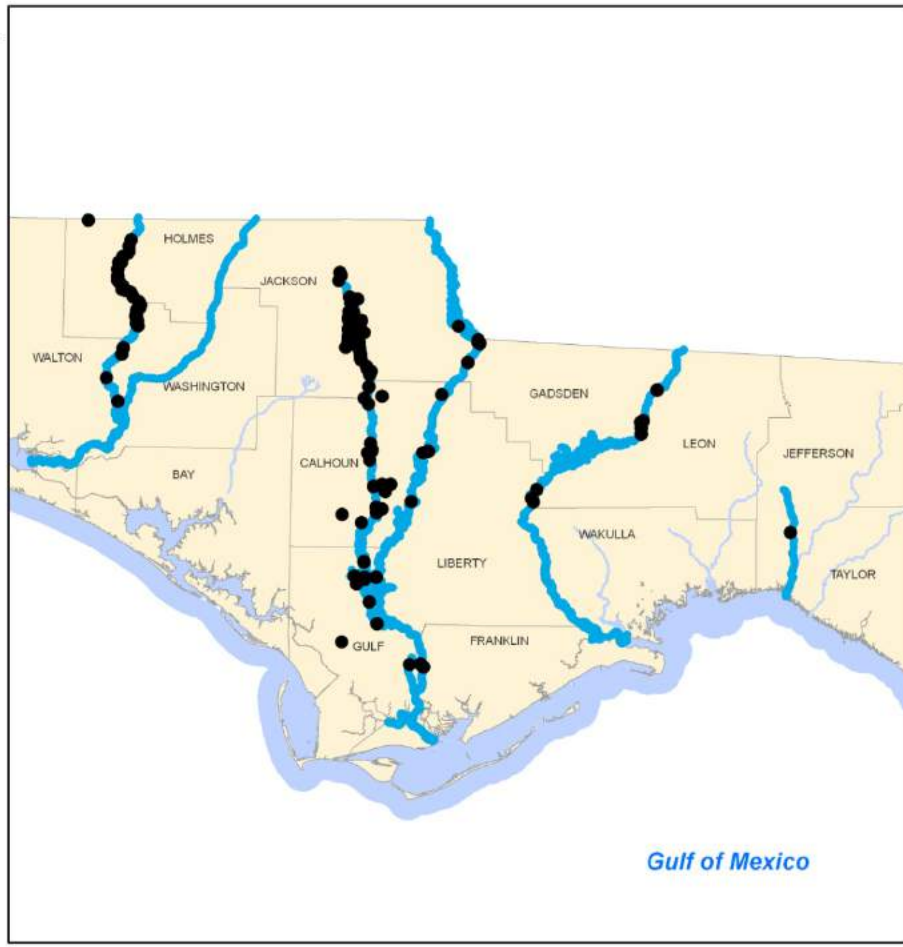 HOLMES
JACKSON
WALTON
WASHINGTON
GADSDEN
LEON
JEFFERSON
CALHOUN
BAY
WAKULLA
LIBERTY
TAYLOR
GULF
FRANKLIN
Gulf of Mexico